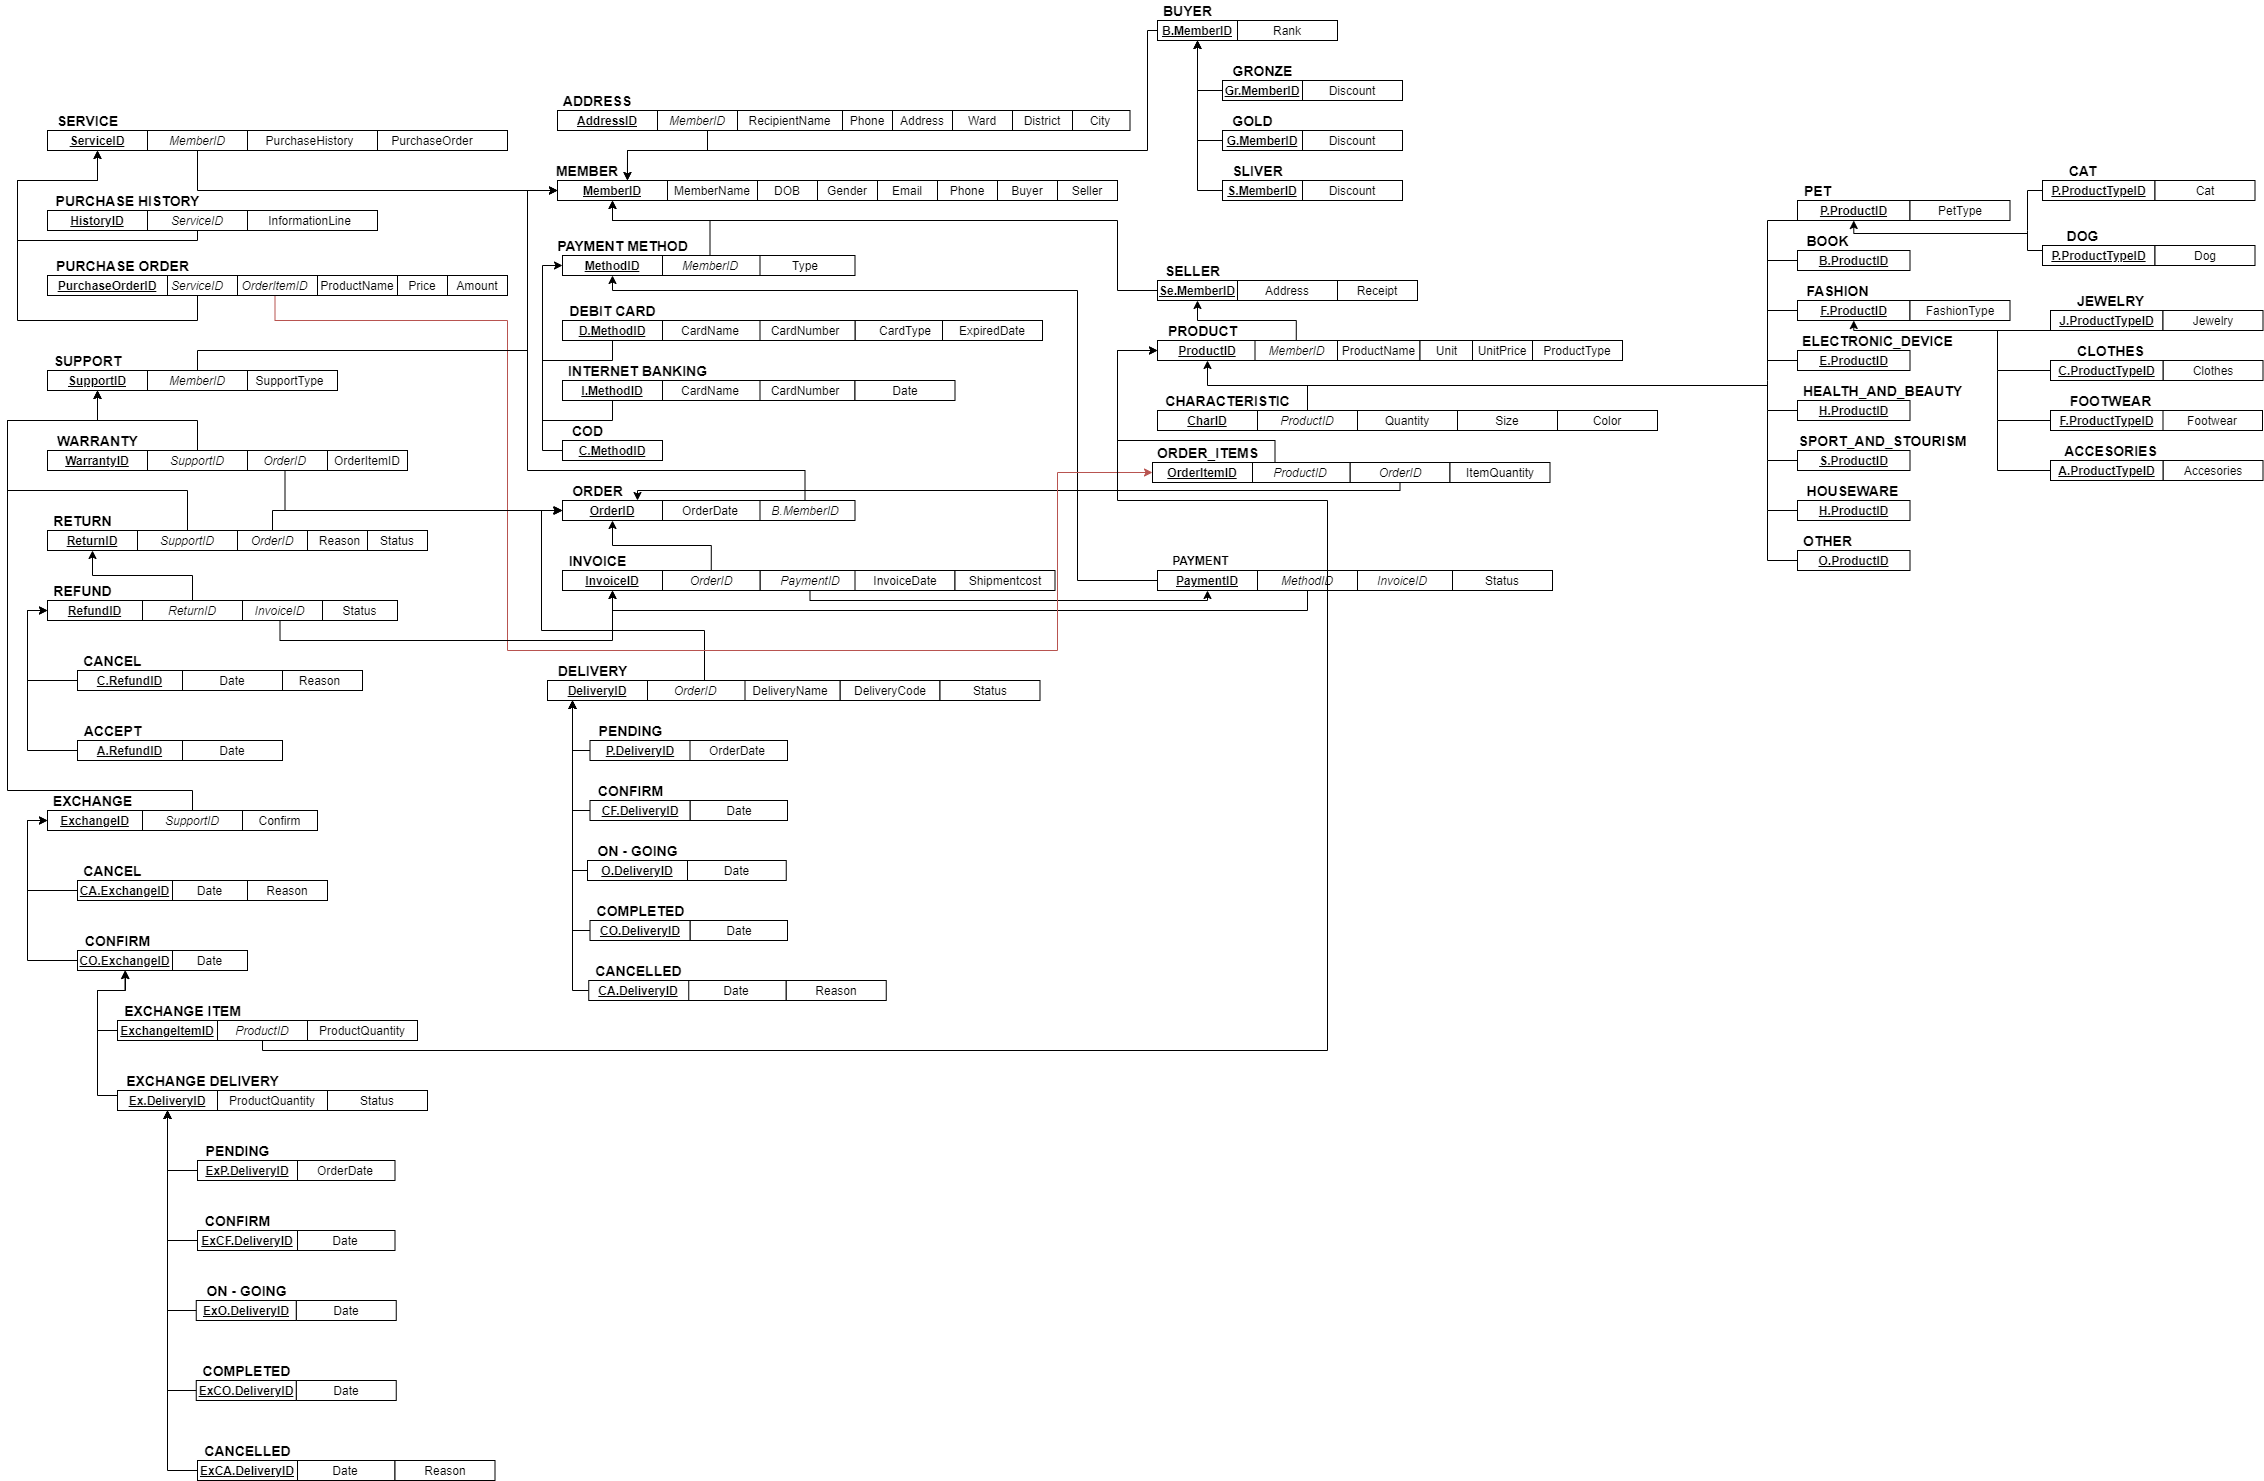 BUYER
B.MemberID Rank
GRONZE
Gr.MemberID Discount
GOLD
G.MemberID Discount
SLIVER
S.MemberID Discount
ADDRESS
AddressID MemberID RecipientName Phone Address Ward District City
MEMBER
MemberID MemberName DOB Gender Email Phone Buyer Seller
PAYMENT METHOD
MethodID MemberID Type
DEBIT CARD
D.MethodID CardName CardNumber CardType ExpiredDate
INTERNET BANKING
I.MethodID CardName CardNumber Date
COD
C.MethodID
ORDER
OrderID OrderDate B.MemberID
INVOICE
InvoiceID OrderID PaymentID InvoiceDate Shipmentcost
DELIVERY
DeliveryID OrderID DeliveryName DeliveryCode Status
PENDING
P.DeliveryID OrderDate
CONFIRM
CF.DeliveryID Date
ON - GOING
O.DeliveryID Date
COMPLETED
CO.DeliveryID Date
CANCELLED
CA.DeliveryID Date Reason
SERVICE
ServiceID MemberID PurchaseHistory PurchaseOrder
PURCHASE HISTORY
HistoryID ServiceID InformationLine
PURCHASE ORDER
PurchaseOrderID ServiceID OrderItemID ProductName Price Amount
SUPPORT
SupportID MemberID SupportType
WARRANTY
WarrantyID SupportID OrderID OrderItemID
RETURN
ReturnID SupportID OrderID Reason Status
REFUND
RefundID ReturnID InvoiceID Status
CANCEL
C.RefundID Date Reason
ACCEPT
A.RefundID Date
EXCHANGE
ExchangeID SupportID Confirm
CANCEL
CA.ExchangeID Date Reason
CONFIRM
CO.ExchangeID Date
EXCHANGE ITEM
ExchangeItemID ProductID ProductQuantity
EXCHANGE DELIVERY
Ex.DeliveryID ProductQuantity Status
PENDING
ExP.DeliveryID OrderDate
CONFIRM
ExCF.DeliveryID Date
ON - GOING
ExO.DeliveryID Date
COMPLETED
ExCO.DeliveryID Date
CANCELLED
ExCA.DeliveryID Date Reason
SELLER
Se.MemberID Address Receipt
PRODUCT
ProductID MemberID ProductName Unit UnitPrice ProductType
CHARACTERISTIC
CharID ProductID Quantity Size Color
ORDER_ITEMS
OrderItemID ProductID OrderID ItemQuantity
PAYMENT
PaymentID MethodID InvoiceID Status
PET
P.ProductID PetType
BOOK
B.ProductID
FASHION
F.ProductID FashionType
ELECTRONIC_DEVICE
E.ProductID
HEALTH_AND_BEAUTY
H.ProductID
SPORT_AND_STOURISM
S.ProductID
HOUSEWARE
H.ProductID
OTHER
O.ProductID
CAT
P.ProductTypeID Cat
DOG
P.ProductTypeID Dog
JEWELRY
J.ProductTypeID Jewelry
CLOTHES
C.ProductTypeID Clothes
FOOTWEAR
F.ProductTypeID Footwear
ACCESORIES
A.ProductTypeID Accesories